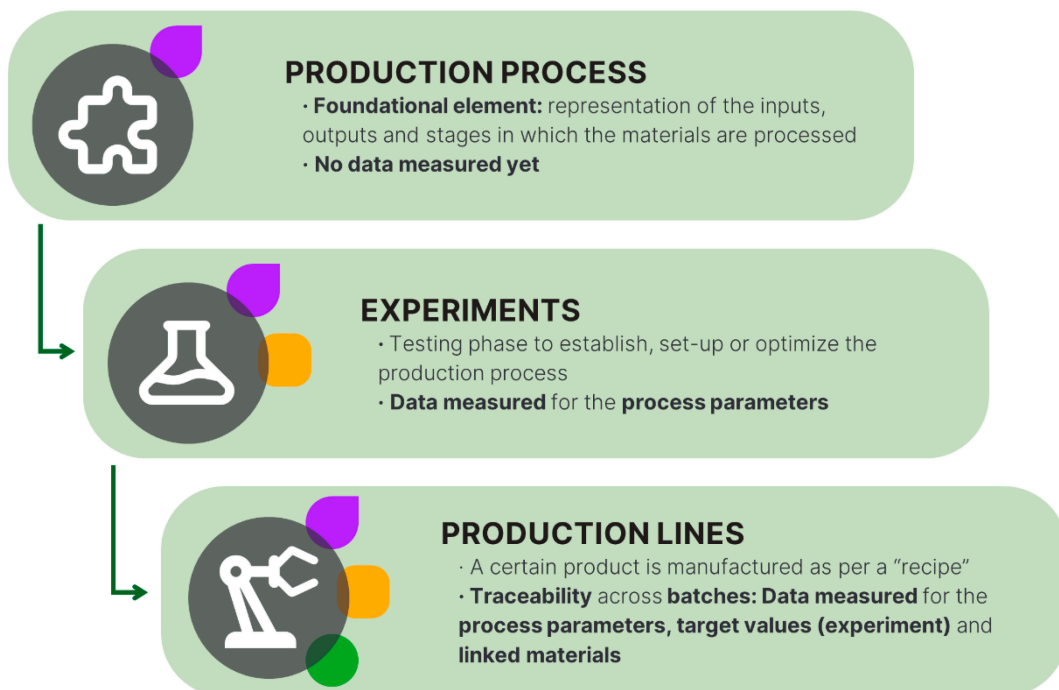 PRODUCTION PROCESS
· Foundational element: representation of the inputs,
outputs and stages in which the materials are processed
· No data measured yet
EXPERIMENTS
· Testing phase to establish, set-up or optimize the
production process
· Data measured for the process parameters
PRODUCTION LINES
· A certain product is manufactured as per a “recipe”
· Traceability across batches: Data measured for the
process parameters, target values (experiment) and
linked materials